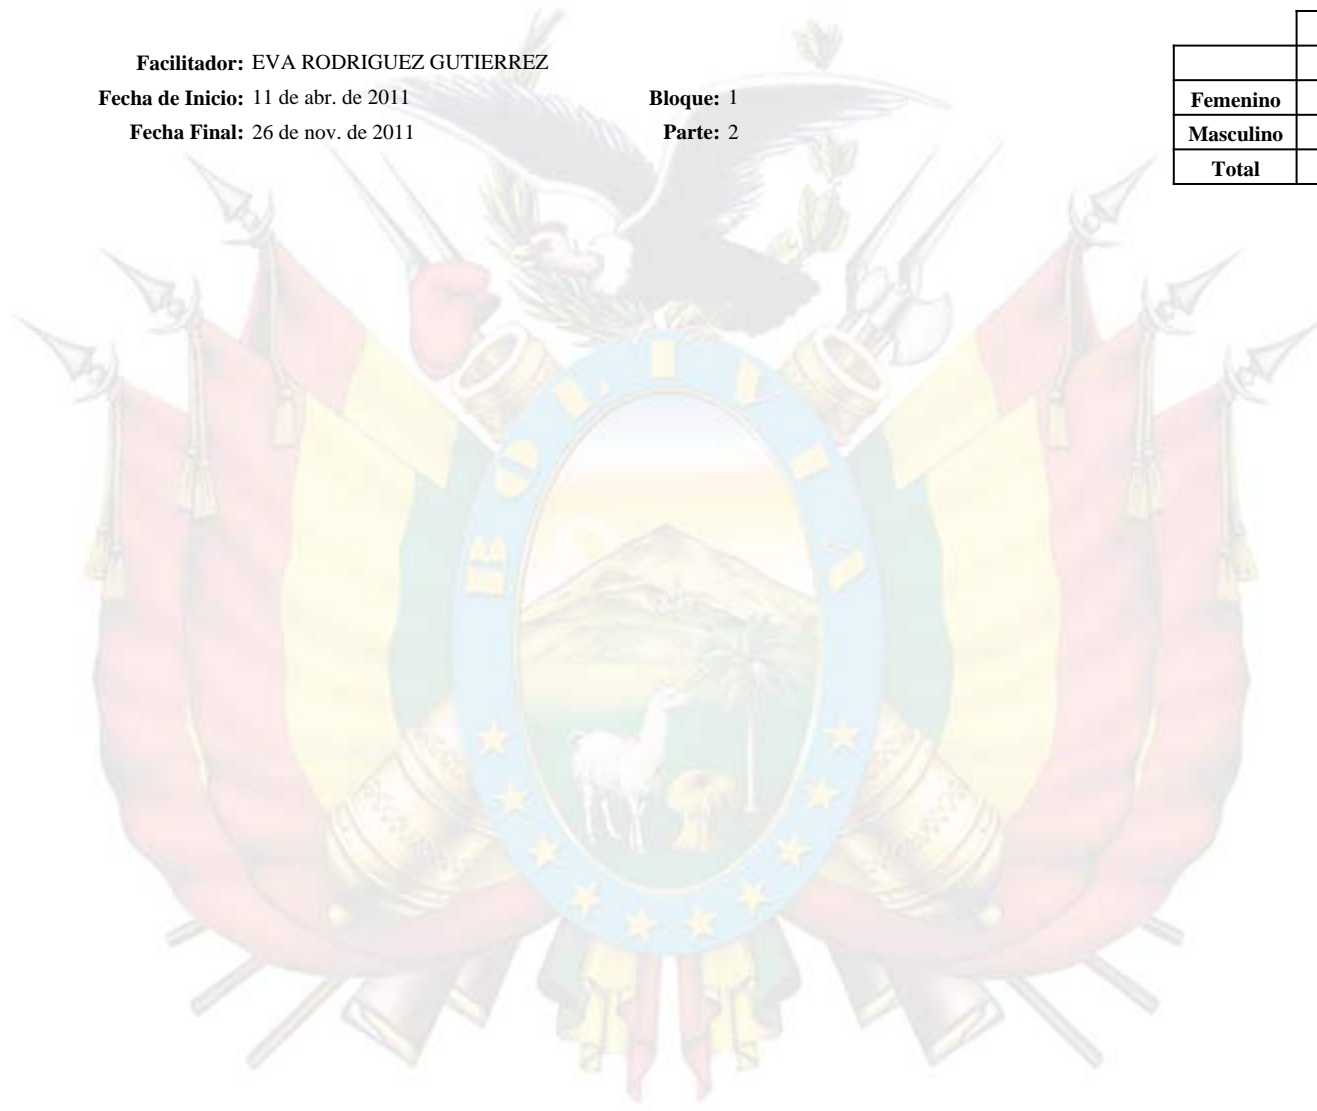 Facilitador: EVA RODRIGUEZ GUTIERREZ
Fecha de Inicio: 11 de abr. de 2011 Bloque: 1
Fecha Final: 26 de nov. de 2011 Parte: 2
Femenino
Masculino
Total
BOLIVIA